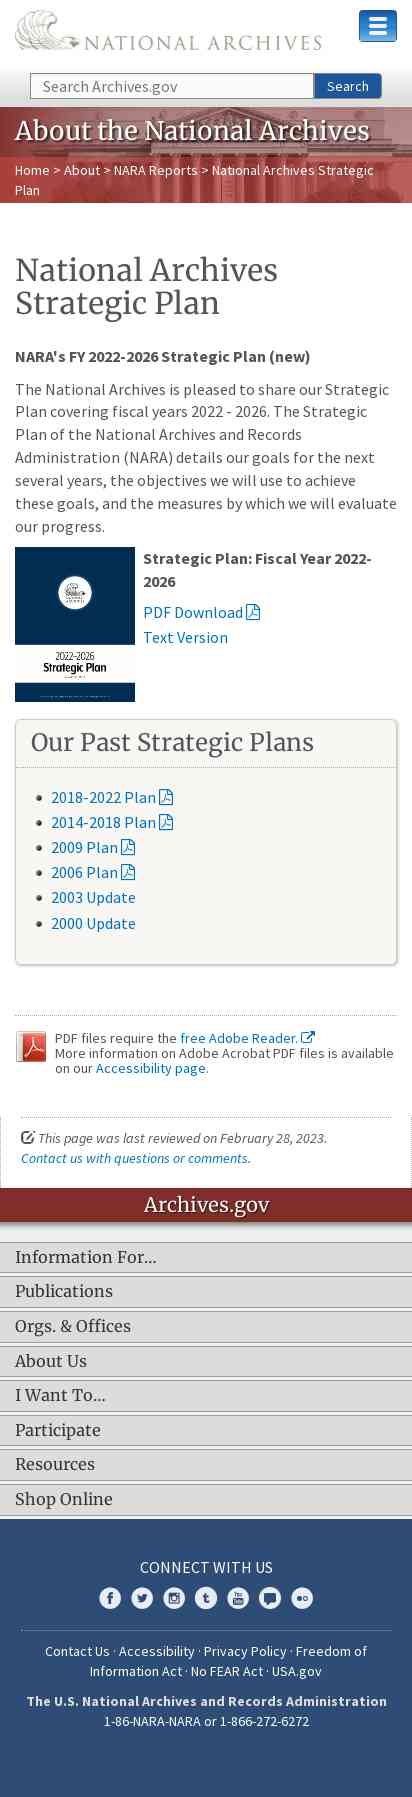 NATIONAL ARCHIVES
Search Archives.gov
Search
About the National Archives
Home > About > NARA Reports > National Archives Strategic
Plan
National Archives
Strategic Plan
NARA's FY 2022-2026 Strategic Plan (new)
The National Archives is pleased to share our Strategic
Plan covering fiscal years 2022 - 2026. The Strategic
Plan of the National Archives and Records
Administration (NARA) details our goals for the next
several years, the objectives we will use to achieve
these goals, and the measures by which we will evaluate
our progress.
2022–2026
Strategic Plan
Strategic Plan: Fiscal Year 2022-
2026
PDF Download
Text Version
Our Past Strategic Plans
2018-2022 Plan
2014-2018 Plan
2009 Plan
2006 Plan
2003 Update
2000 Update
PDF files require the free Adobe Reader.
More information on Adobe Acrobat PDF files is available
on our Accessibility page.
This page was last reviewed on February 28, 2023.
Contact us with questions or comments.
Archives.gov
Information For…
Publications
Orgs. & Offices
About Us
I Want To…
Participate
Resources
Shop Online
CONNECT WITH US
Contact Us · Accessibility · Privacy Policy · Freedom of
Information Act · No FEAR Act · USA.gov
The U.S. National Archives and Records Administration
1-86-NARA-NARA or 1-866-272-6272